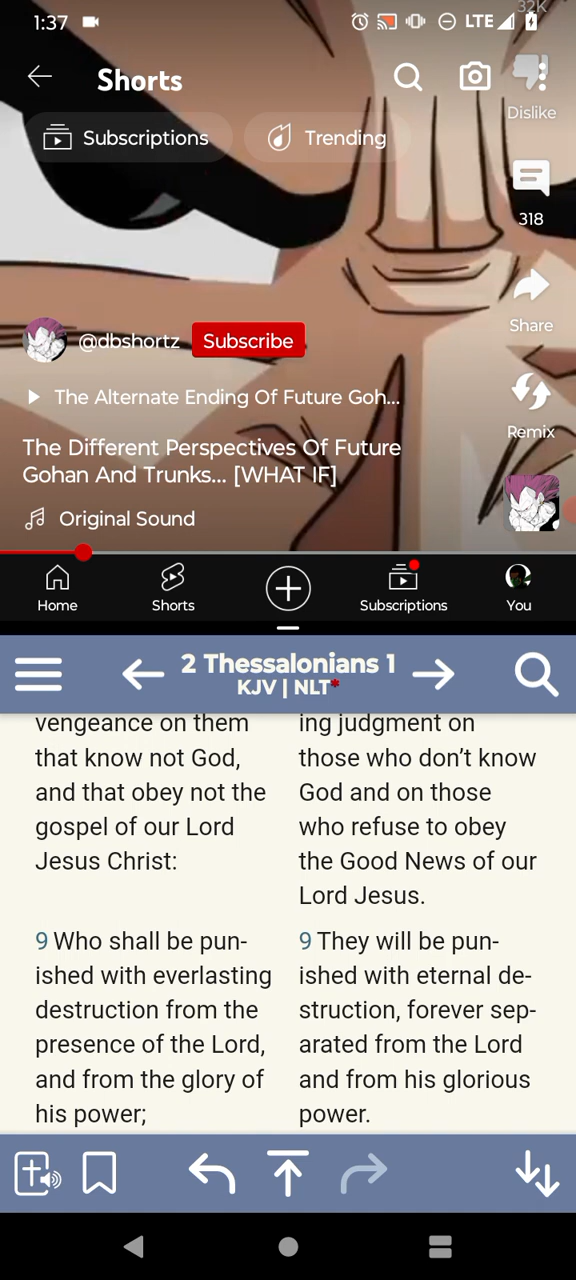 1:37
LTE
32K
Shorts
Dislike
Subscriptions
Trending
318
Share
@dbshortz
Subscribe
The Alternate Ending Of Future Goh...
Remix
The Different Perspectives Of Future
Gohan And Trunks... [WHAT IF]
Original Sound
Home
Shorts
Subscriptions
You
2 Thessalonians 1
KJV | NLT*
vengeance on them
that know not God,
and that obey not the
gospel of our Lord
Jesus Christ:
9 Who shall be pun-
ished with everlasting
destruction from the
presence of the Lord,
and from the glory of
his power;
ing judgment on
those who don’t know
God and on those
who refuse to obey
the Good News of our
Lord Jesus.
9 They will be pun-
ished with eternal de-
struction, forever sep-
arated from the Lord
and from his glorious
power.